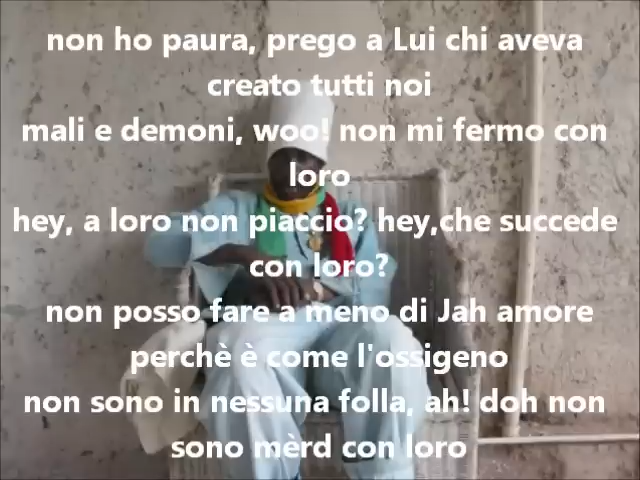 non ho paura, prego a Lui chi aveva
creato tutti noi
mali e demoni, woo! non mi fermo con
loro
hey, a loro non piaccio? hey,che succede
con loro?
non posso fare a meno di Jah amore
perchè è come l'ossigeno
non sono in nessuna folla, ah! doh non
sono mèrd con loro